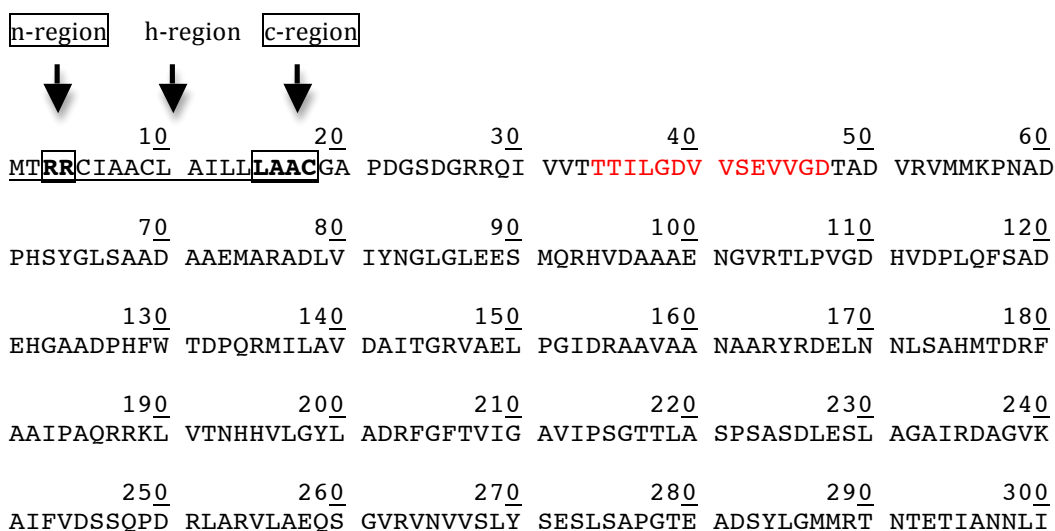 n-region h-region c-region
10 20 30 40 50 60
MTRRCIAACL AILLLAACGA PDGSDGRRQI VVTTTILGDV VSEVVGDTAD VRVMMKPNAD
70 80 90 100 110 120
PHSYGLSAAD AAEMARADLV IYNGLGLEES MQRHVDAAAE NGVRTLPVGD HVDPLQFSAD
130 140 150 160 170 180
EHGAADPHFW TDPQRMILAV DAITGRVAEL PGIDRAAVAA NAARYRDELN NLSAHMTDRF
190 200 210 220 230 240
AAIPAQRRKL VTNHHVLGYL ADRFGFTVIG AVIPSGTTLA SPSASDLESL AGAIRDAGVK
250 260 270 280 290 300
AIFVDSSQPD RLARVLAEQS GVRVNVVSLY SESLSAPGTE ADSYLGMMRT NTETIANNLI